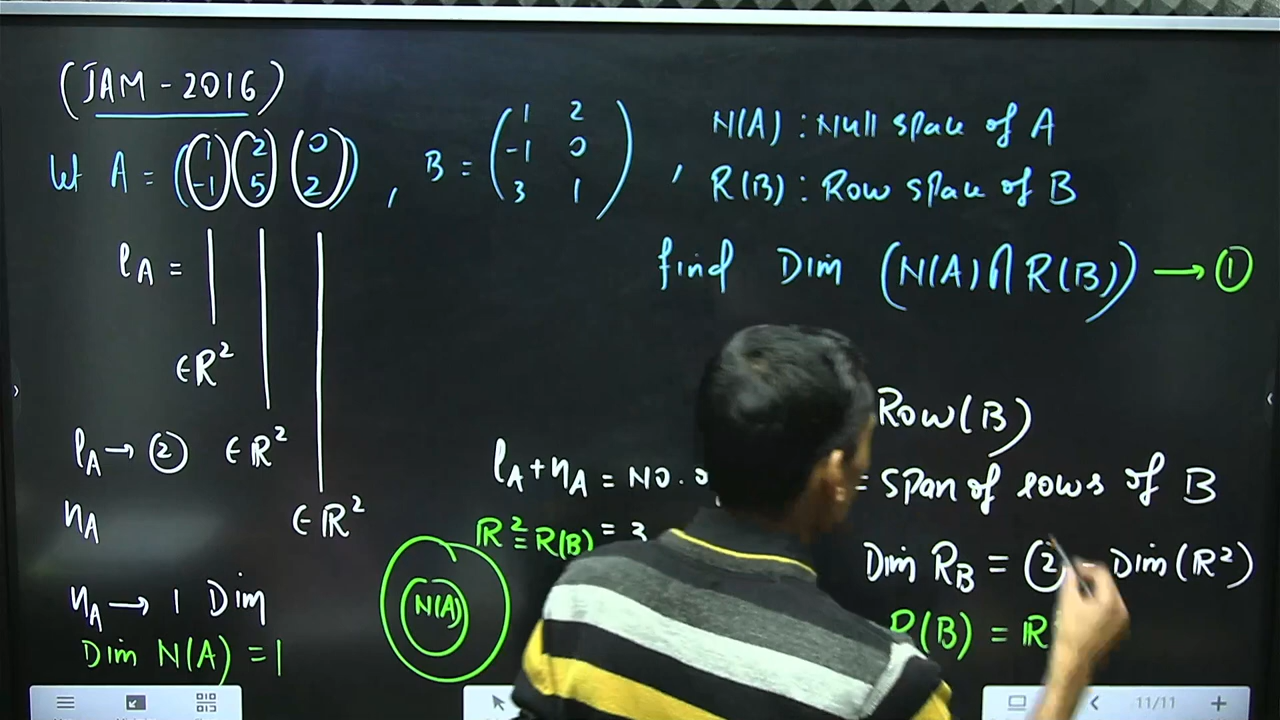 (JAM - 2016)
Let A = (1 2 0
-1 5 2) , B = (1 2
-1 0
3 1) ,
N(A) : Null space of A
R(B) : Row space of B
find Dim (N(A) ∩ R(B)) → ①
ρA =
∈ℝ²
∈ℝ²
∈ℝ²
ρA → ②
ηA
ηA → 1 Dim
Dim N(A) = 1
ρA + ηA = NO.
= 3
ℝ² ≡ R(B)
N(A)
Row(B)
= span of rows of B
Dim RB = ② Dim(ℝ²)
R(B) = ℝ
11/11